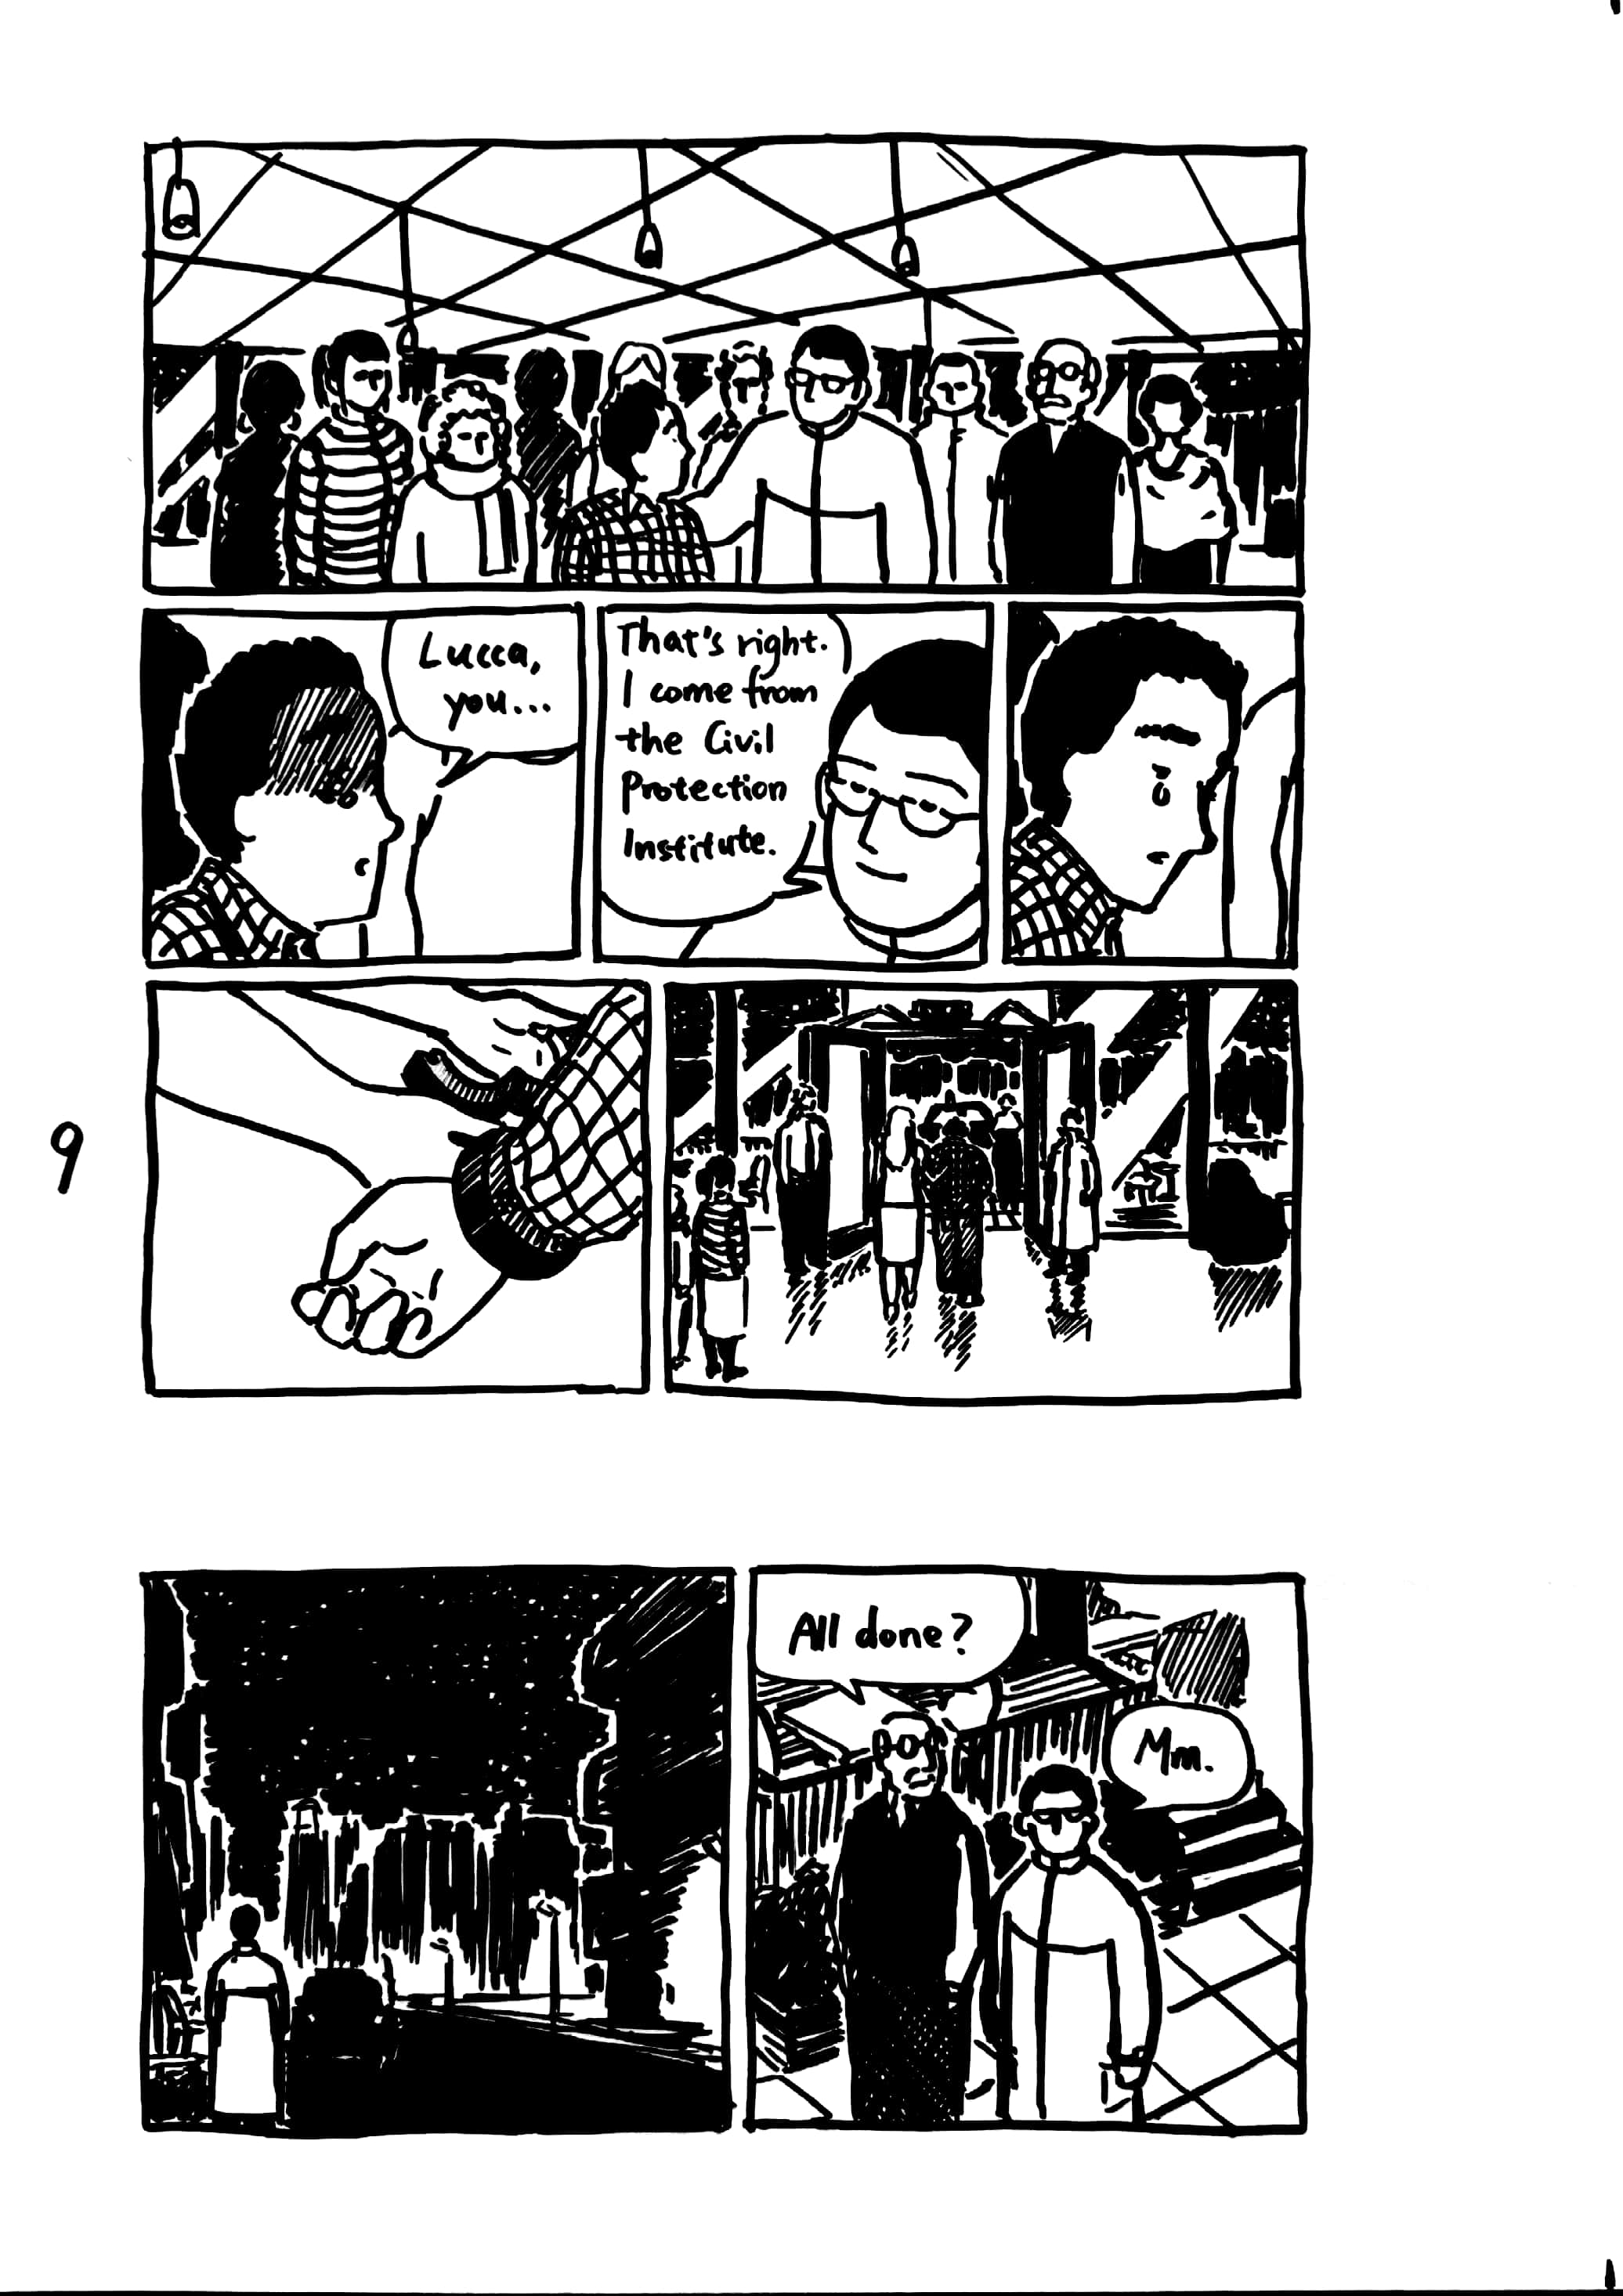 Lucca,
you...
That's right.
I come from
the Civil
Protection
Institute.
9
All done?
Mm.